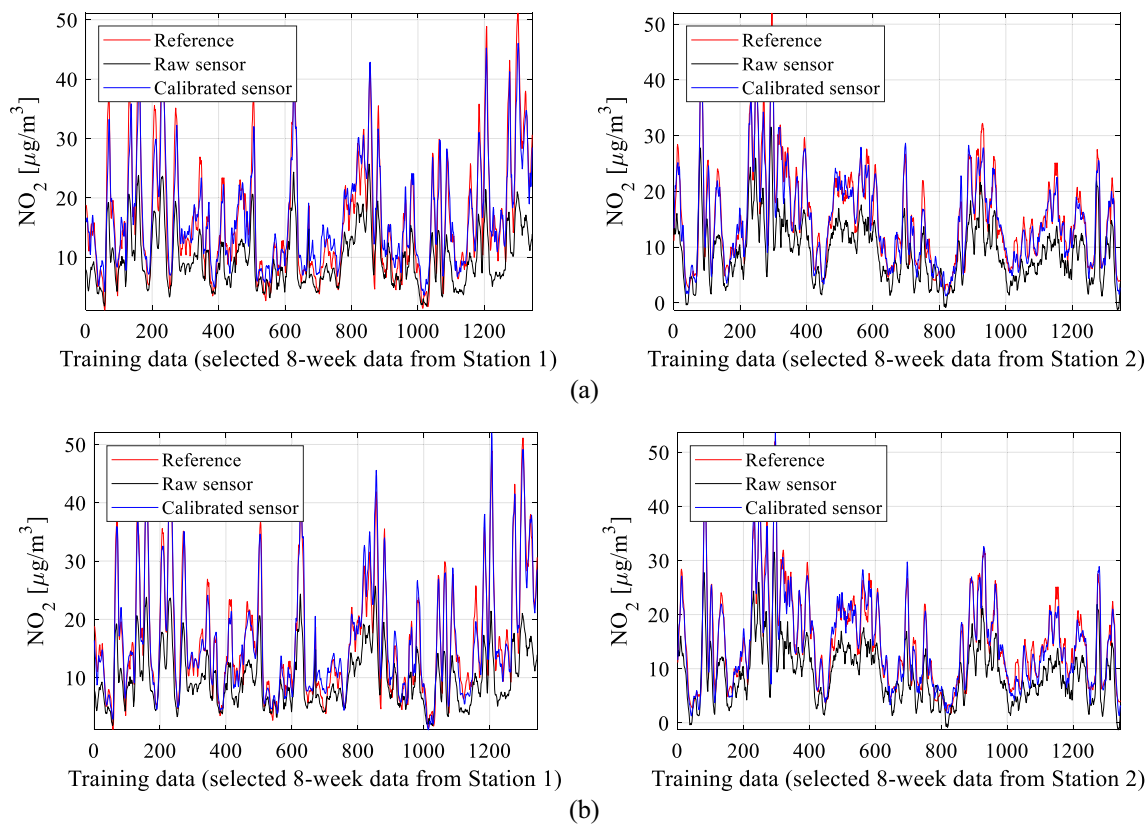 NO2 [μg/m3]
50
40
30
20
10
Reference
Raw sensor
Calibrated sensor
0 200 400 600 800 1000 1200
Training data (selected 8-week data from Station 1)
NO2 [μg/m3]
50
40
30
20
10
0
Reference
Raw sensor
Calibrated sensor
0 200 400 600 800 1000 1200
Training data (selected 8-week data from Station 2)
(a)
NO2 [μg/m3]
50
40
30
20
10
Reference
Raw sensor
Calibrated sensor
0 200 400 600 800 1000 1200
Training data (selected 8-week data from Station 1)
NO2 [μg/m3]
50
40
30
20
10
0
Reference
Raw sensor
Calibrated sensor
0 200 400 600 800 1000 1200
Training data (selected 8-week data from Station 2)
(b)